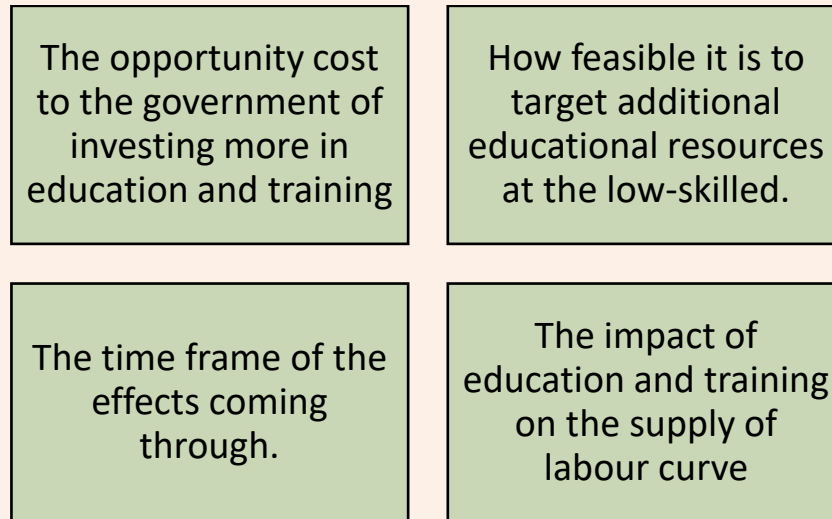 The opportunity cost
to the government of
investing more in
education and training
How feasible it is to
target additional
educational resources
at the low-skilled.
The time frame of the
effects coming
through.
The impact of
education and training
on the supply of
labour curve